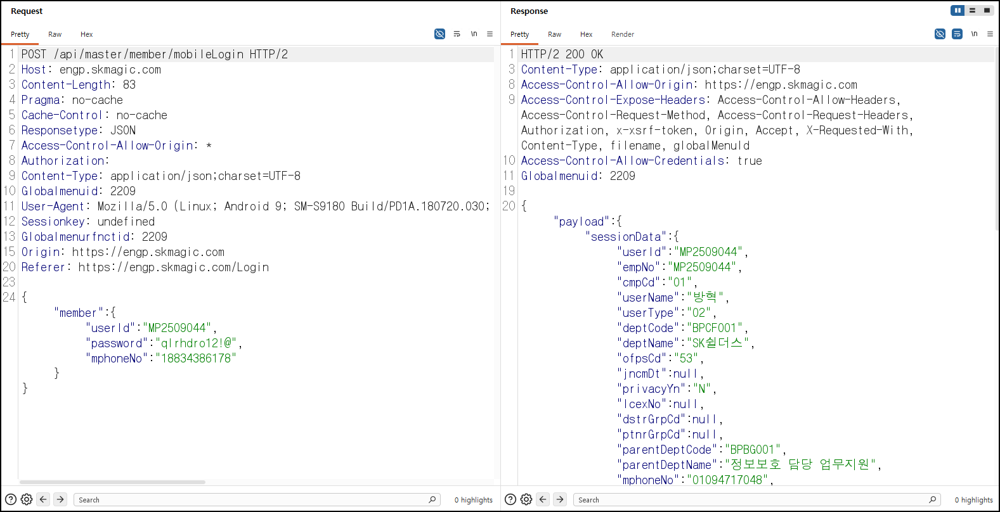 Request
Pretty Raw Hex \n
1 POST /api/master/member/mobileLogin HTTP/2
2 Host: engp.skmagic.com
3 Content-Length: 83
4 Pragma: no-cache
5 Cache-Control: no-cache
6 Responsetype: JSON
7 Access-Control-Allow-Origin: *
8 Authorization:
9 Content-Type: application/json;charset=UTF-8
10 Globalmenuid: 2209
11 User-Agent: Mozilla/5.0 (Linux; Android 9; SM-S9180 Build/PD1A.180720.030;
12 Sessionkey: undefined
13 Globalmenurfnctid: 2209
15 Origin: https://engp.skmagic.com
20 Referer: https://engp.skmagic.com/Login
23
24 {
"member":{
"userId":"MP2509044",
"password":"qlrhdro12!@",
"mphoneNo":"18834386178"
}
}
Search 0 highlights
Response
Pretty Raw Hex Render \n
1 HTTP/2 200 OK
3 Content-Type: application/json;charset=UTF-8
8 Access-Control-Allow-Origin: https://engp.skmagic.com
9 Access-Control-Expose-Headers: Access-Control-Allow-Headers,
Access-Control-Request-Method, Access-Control-Request-Headers,
Authorization, x-xsrf-token, Origin, Accept, X-Requested-With,
Content-Type, filename, globalMenuId
10 Access-Control-Allow-Credentials: true
11 Globalmenuid: 2209
19
20 {
"payload":{
"sessionData":{
"userId":"MP2509044",
"empNo":"MP2509044",
"cmpCd":"01",
"userName":"방혁",
"userType":"02",
"deptCode":"BPCF001",
"deptName":"SK쉴더스",
"ofpsCd":"53",
"jncmDt":null,
"privacyYn":"N",
"lcexNo":null,
"dstrGrpCd":null,
"ptnrGrpCd":null,
"parentDeptCode":"BPBG001",
"parentDeptName":"정보보호 담당 업무지원",
"mphoneNo":"01094717048",
Search 0 highlights